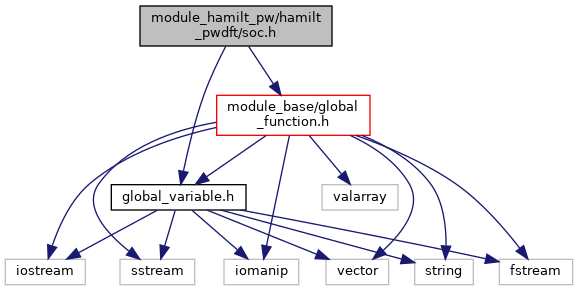 module_hamilt_pw/hamilt
_pwdft/soc.h
module_base/global
_function.h
global_variable.h
valarray
iostream
sstream
iomanip
vector
string
fstream